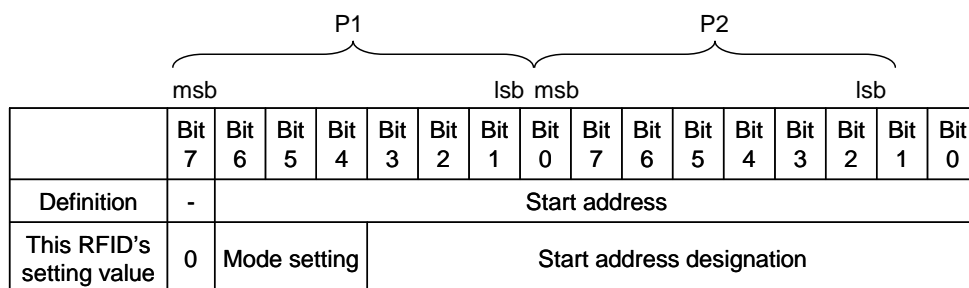 P1 P2
msb lsb msb lsb
Bit 7 Bit 6 Bit 5 Bit 4 Bit 3 Bit 2 Bit 1 Bit 0 Bit 7 Bit 6 Bit 5 Bit 4 Bit 3 Bit 2 Bit 1 Bit 0
Definition - Start address
This RFID's setting value 0 Mode setting Start address designation